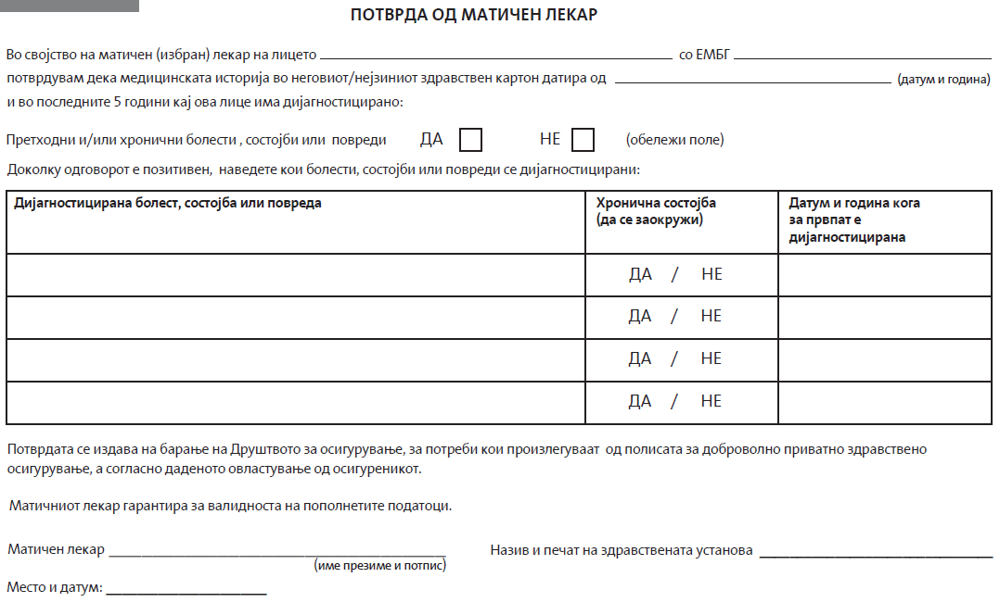 ПОТВРДА ОД МАТИЧЕН ЛЕКАР
Во својство на матичен (избран) лекар на лицето ____ со ЕМБГ ____
потврдувам дека медицинската историја во неговиот/нејзиниот здравствен картон датира од ____ (датум и година)
и во последните 5 години кај ова лице има дијагностицирано:
Претходни и/или хронични болести , состојби или повреди ДА НЕ (обележи поле)
Доколку одговорот е позитивен, наведете кои болести, состојби или повреди се дијагностицирани:
Дијагностицирана болест, состојба или повреда
Хронична состојба
(да се заокружи)
Датум и година кога
за првпат е
дијагностицирана
ДА / НЕ
ДА / НЕ
ДА / НЕ
ДА / НЕ
Потврдата се издава на барање на Друштвото за осигурување, за потреби кои произлегуваат од полисата за доброволно приватно здравствено
осигурување, а согласно даденото овластување од осигуреникот.
Матичниот лекар гарантира за валидноста на пополнетите податоци.
Матичен лекар ____ Назив и печат на здравствената установа ____
(име презиме и потпис)
Место и датум: ____